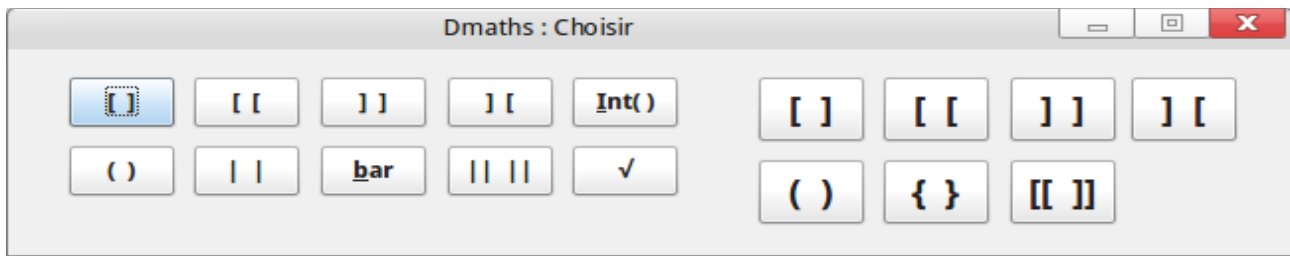 Dmaths : Choisir
[ ] [ [ ] ] ] [ Int( )
( ) | | bar || || √
[ ] [ [ ] ] ] [
( ) { } [[ ]]